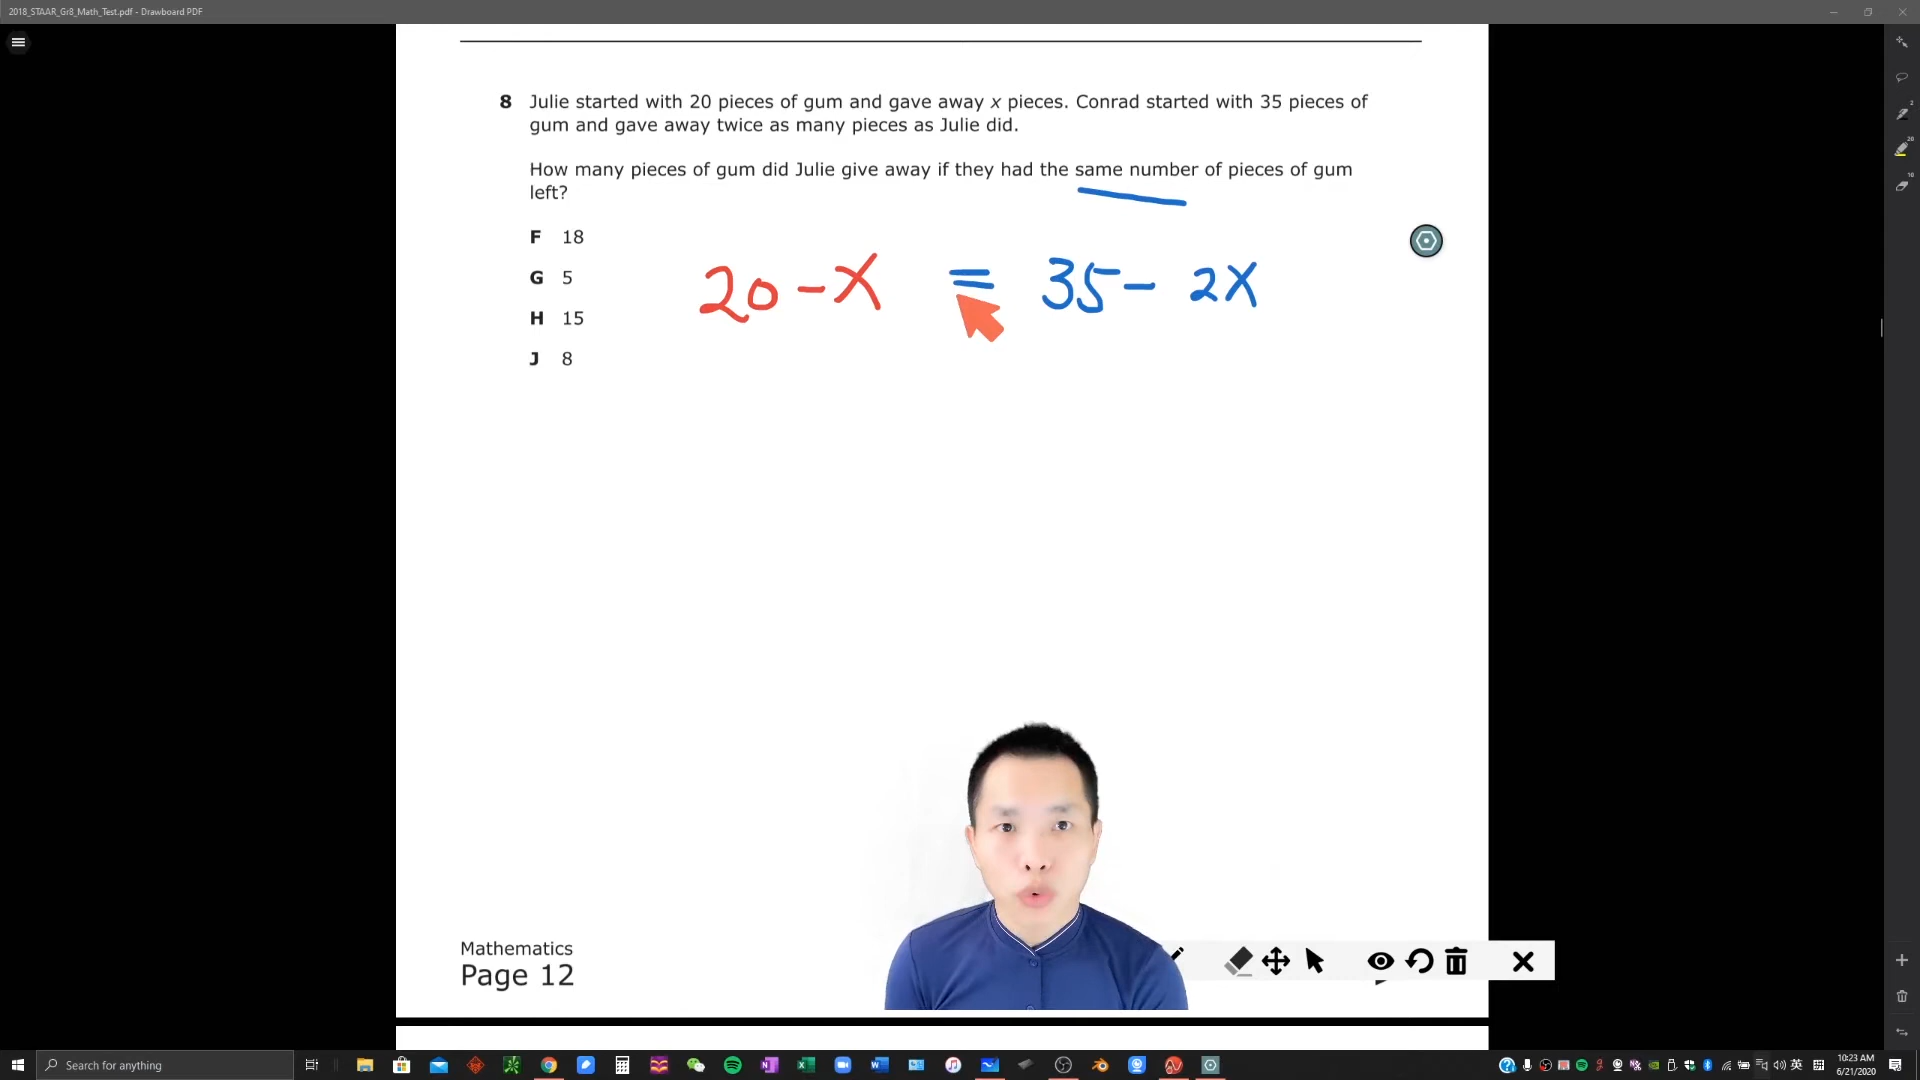 2018_STAAR_Gr8_Math_Test.pdf - Drawboard PDF
8 Julie started with 20 pieces of gum and gave away x pieces. Conrad started with 35 pieces of
gum and gave away twice as many pieces as Julie did.
How many pieces of gum did Julie give away if they had the same number of pieces of gum
left?
F 18
G 5
H 15
J 8
20 - X = 35 - 2X
Mathematics
Page 12
Search for anything
英
10:23 AM
6/21/2020